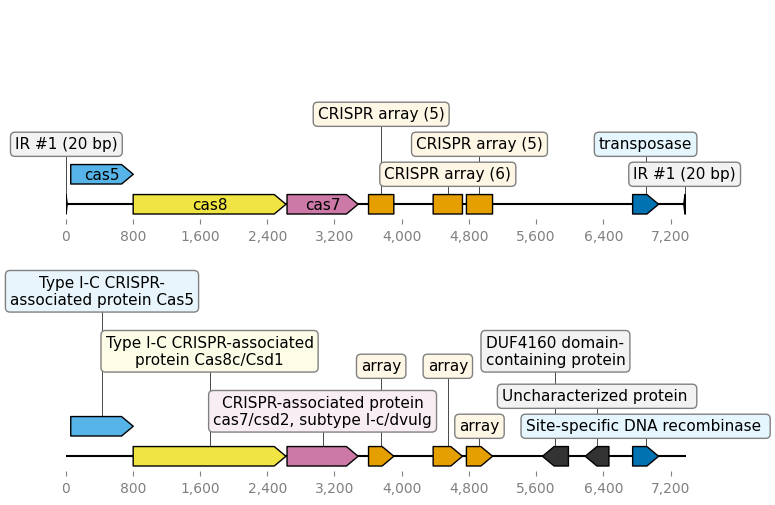 CRISPR array (5)
IR #1 (20 bp)
CRISPR array (5)
transposase
cas5
CRISPR array (6)
IR #1 (20 bp)
cas8
cas7
0 800 1,600 2,400 3,200 4,000 4,800 5,600 6,400 7,200
Type I-C CRISPR-
associated protein Cas5
Type I-C CRISPR-associated
protein Cas8c/Csd1
array
array
DUF4160 domain-
containing protein
CRISPR-associated protein
cas7/csd2, subtype I-c/dvulg
Uncharacterized protein
array
Site-specific DNA recombinase
0 800 1,600 2,400 3,200 4,000 4,800 5,600 6,400 7,200